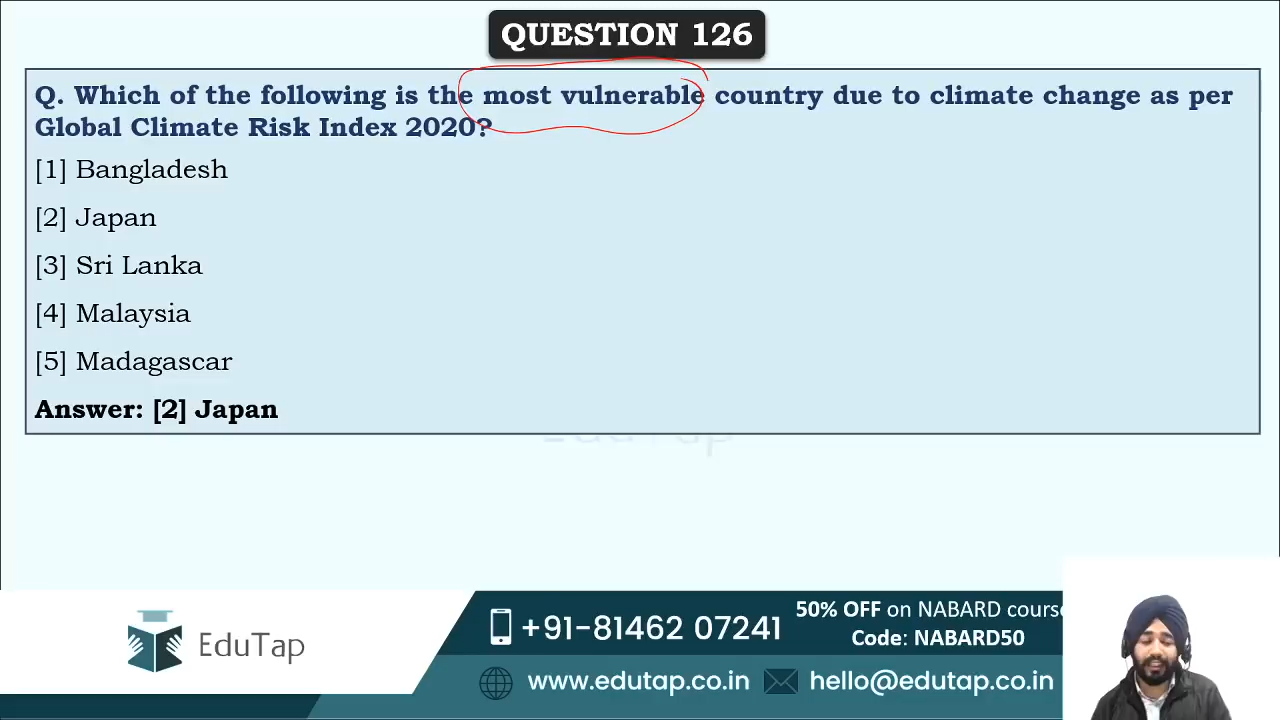 QUESTION 126
Q. Which of the following is the most vulnerable country due to climate change as per
Global Climate Risk Index 2020?
[1] Bangladesh
[2] Japan
[3] Sri Lanka
[4] Malaysia
[5] Madagascar
Answer: [2] Japan
EduTap
EduTap
+91-81462 07241
50% OFF on NABARD course
Code: NABARD50
www.edutap.co.in
hello@edutap.co.in